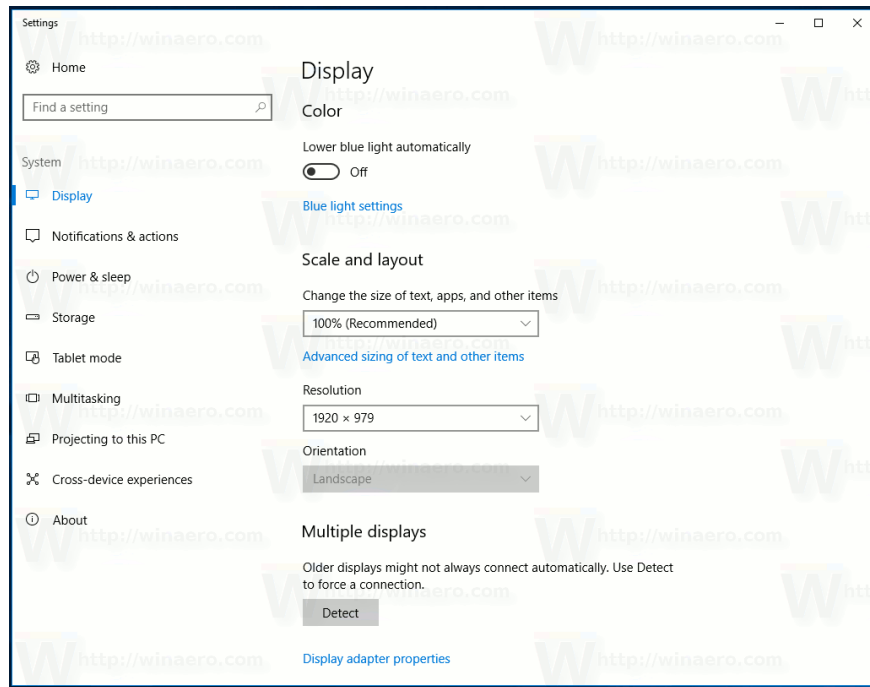 Settings
Home
Find a setting
System
Display
Notifications & actions
Power & sleep
Storage
Tablet mode
Multitasking
Projecting to this PC
Cross-device experiences
About
Display
Color
Lower blue light automatically
Off
Blue light settings
Scale and layout
Change the size of text, apps, and other items
100% (Recommended)
Advanced sizing of text and other items
Resolution
1920 × 979
Orientation
Landscape
Multiple displays
Older displays might not always connect automatically. Use Detect
to force a connection.
Detect
Display adapter properties
http://winaero.com